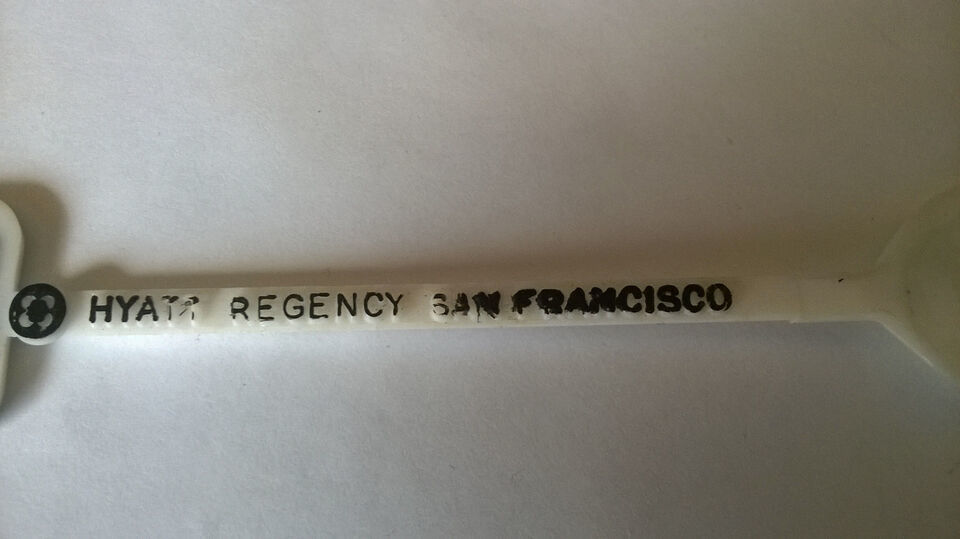 HYATT REGENCY SAN FRANCISCO